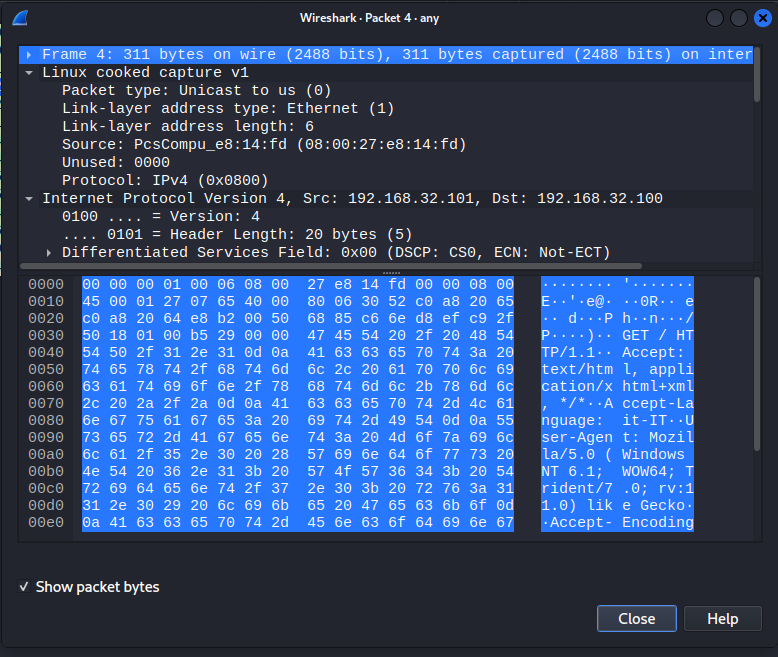 Wireshark · Packet 4 · any
Frame 4: 311 bytes on wire (2488 bits), 311 bytes captured (2488 bits) on inter
Linux cooked capture v1
Packet type: Unicast to us (0)
Link-layer address type: Ethernet (1)
Link-layer address length: 6
Source: PcsCompu_e8:14:fd (08:00:27:e8:14:fd)
Unused: 0000
Protocol: IPv4 (0x0800)
Internet Protocol Version 4, Src: 192.168.32.101, Dst: 192.168.32.100
0100 .... = Version: 4
.... 0101 = Header Length: 20 bytes (5)
Differentiated Services Field: 0x00 (DSCP: CS0, ECN: Not-ECT)
0000 00 00 00 01 00 06 08 00 27 e8 14 fd 00 00 08 00 ········ '·······
0010 45 00 01 27 07 65 40 00 80 06 30 52 c0 a8 20 65 E··'·e@· ··0R·· e
0020 c0 a8 20 64 e8 b2 00 50 68 85 c6 6e d8 ef c9 2f ·· d···P h··n···/
0030 50 18 01 00 b5 29 00 00 47 45 54 20 2f 20 48 54 P····)·· GET / HT
0040 54 50 2f 31 2e 31 0d 0a 41 63 63 65 70 74 3a 20 TP/1.1·· Accept:
0050 74 65 78 74 2f 68 74 6d 6c 2c 20 61 70 70 6c 69 text/htm l, appli
0060 63 61 74 69 6f 6e 2f 78 68 74 6d 6c 2b 78 6d 6c cation/x html+xml
0070 2c 20 2a 2f 2a 0d 0a 41 63 63 65 70 74 2d 4c 61 , */*··A ccept-La
0080 6e 67 75 61 67 65 3a 20 69 74 2d 49 54 0d 0a 55 nguage: it-IT··U
0090 73 65 72 2d 41 67 65 6e 74 3a 20 4d 6f 7a 69 6c ser-Agen t: Mozil
00a0 6c 61 2f 35 2e 30 20 28 57 69 6e 64 6f 77 73 20 la/5.0 ( Windows
00b0 4e 54 20 36 2e 31 3b 20 57 4f 57 36 34 3b 20 54 NT 6.1; WOW64; T
00c0 72 69 64 65 6e 74 2f 37 2e 30 3b 20 72 76 3a 31 rident/7 .0; rv:1
00d0 31 2e 30 29 20 6c 69 6b 65 20 47 65 63 6b 6f 0d 1.0) lik e Gecko·
00e0 0a 41 63 63 65 70 74 2d 45 6e 63 6f 64 69 6e 67 ·Accept- Encoding
Show packet bytes
Close Help